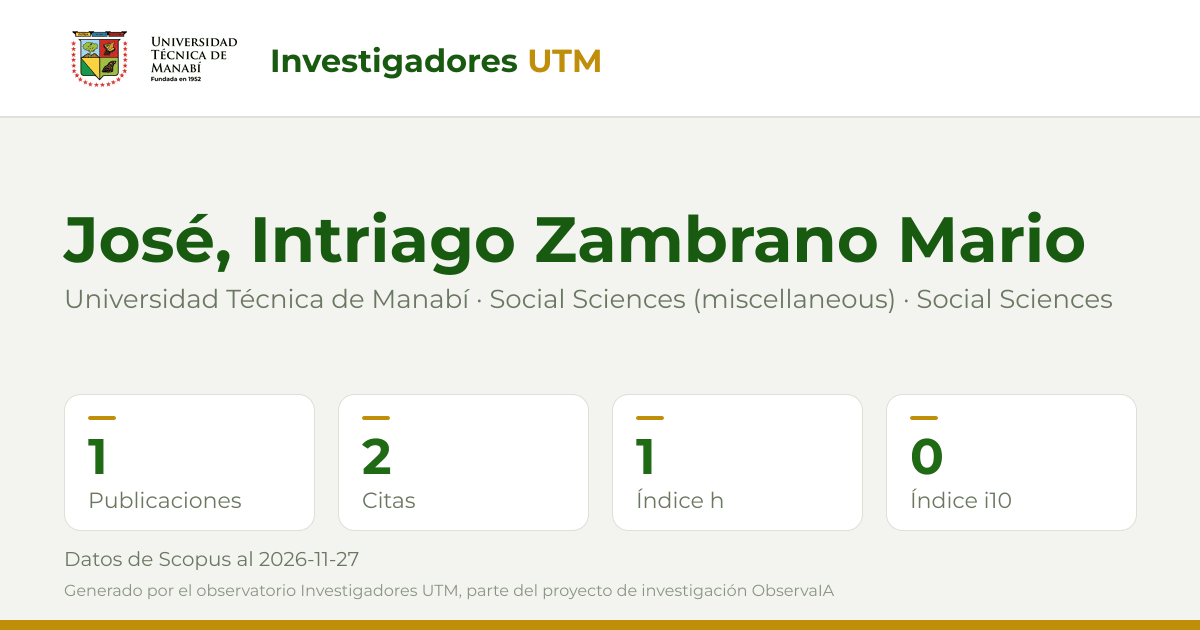 UNIVERSIDAD
TÉCNICA DE
MANABÍ
Fundada en 1952
Investigadores UTM
José, Intriago Zambrano Mario
Universidad Técnica de Manabí · Social Sciences (miscellaneous) · Social Sciences
1
Publicaciones
2
Citas
1
Índice h
0
Índice i10
Datos de Scopus al 2026-11-27
Generado por el observatorio Investigadores UTM, parte del proyecto de investigación ObservaIA